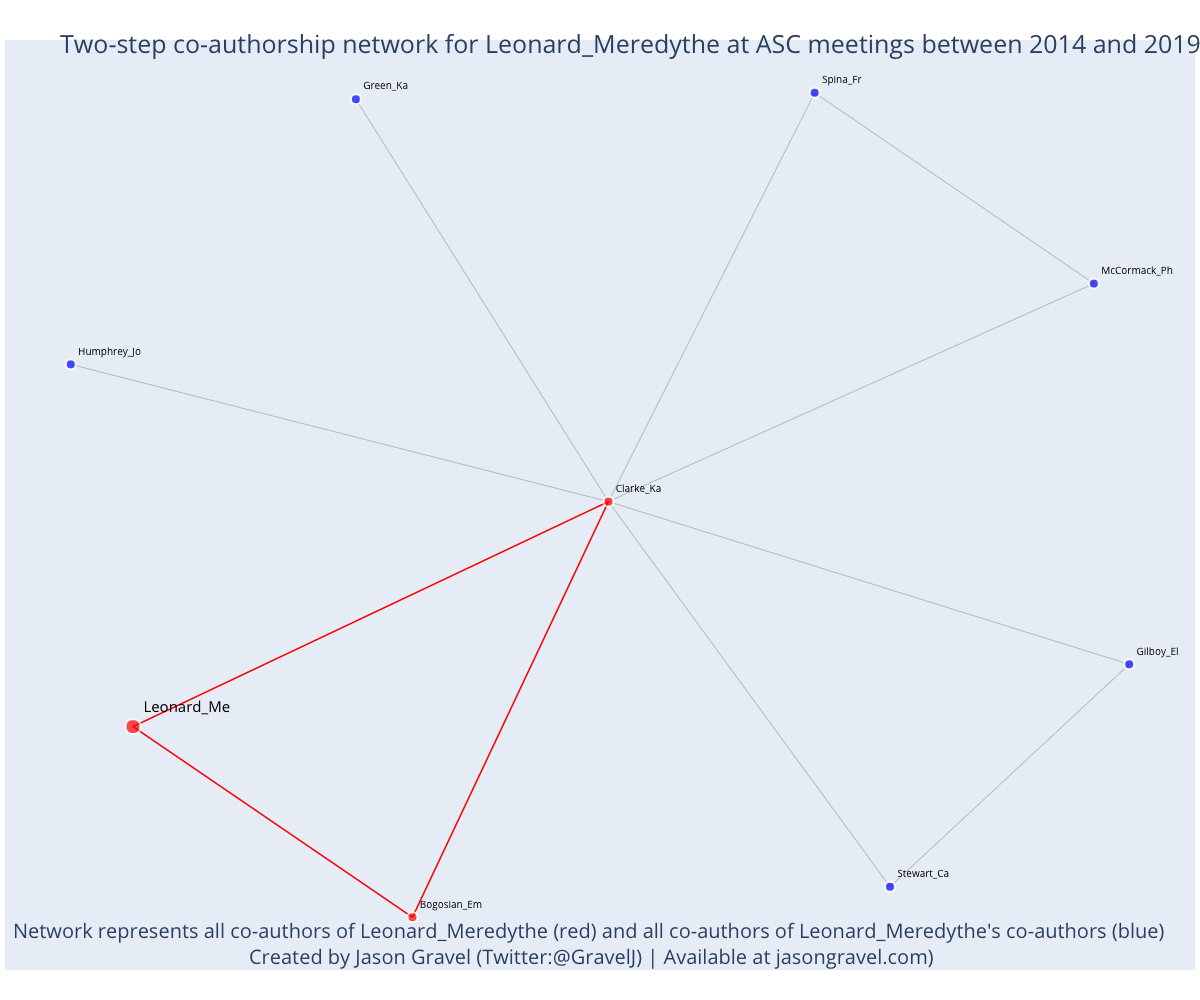 Two-step co-authorship network for Leonard_Meredythe at ASC meetings between 2014 and 2019
Green_Ka
Spina_Fr
McCormack_Ph
Humphrey_Jo
Clarke_Ka
Gilboy_El
Leonard_Me
Stewart_Ca
Bogosian_Em
Network represents all co-authors of Leonard_Meredythe (red) and all co-authors of Leonard_Meredythe's co-authors (blue)
Created by Jason Gravel (Twitter:@GravelJ) | Available at jasongravel.com)